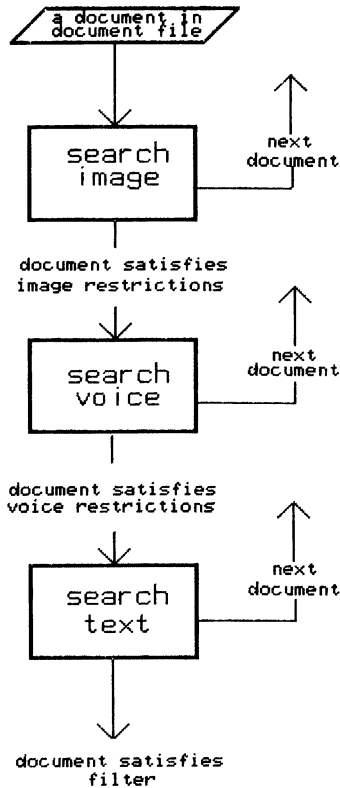 a document in
document file
search
image
next
document
document satisfies
image restrictions
search
voice
next
document
document satisfies
voice restrictions
search
text
next
document
document satisfies
filter